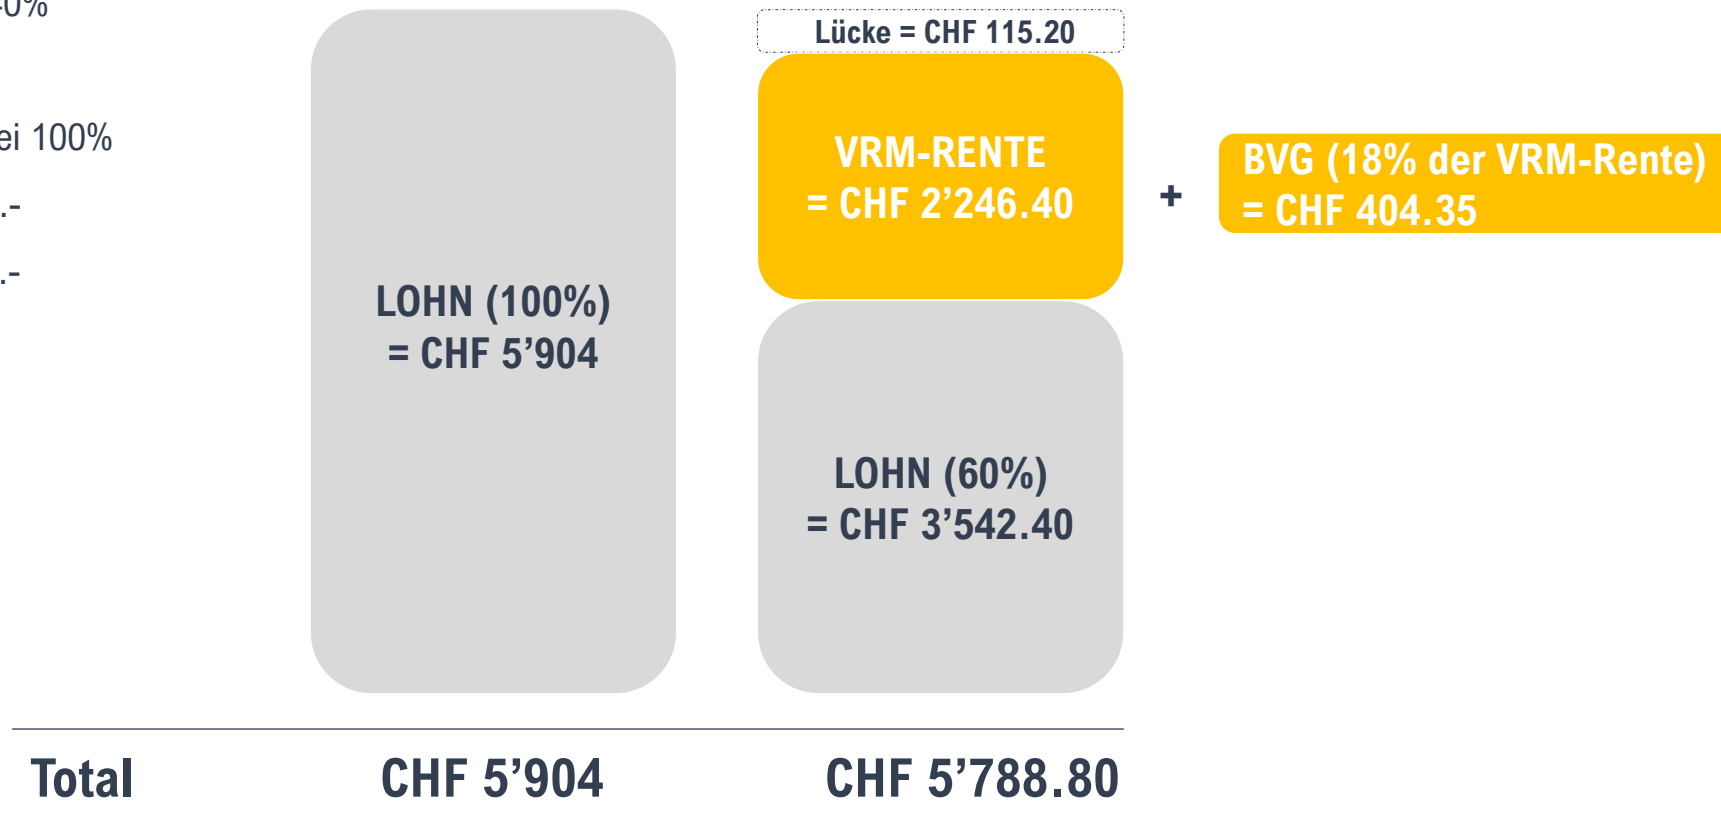 0%
Lücke = CHF 115.20
ei 100%
.-
.-
VRM-RENTE
= CHF 2’246.40
+
BVG (18% der VRM-Rente)
= CHF 404.35
LOHN (100%)
= CHF 5’904
LOHN (60%)
= CHF 3’542.40
Total
CHF 5’904
CHF 5’788.80